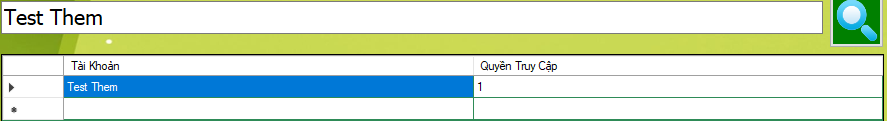 Test Them
Tài Khoản Quyền Truy Cập
Test Them 1